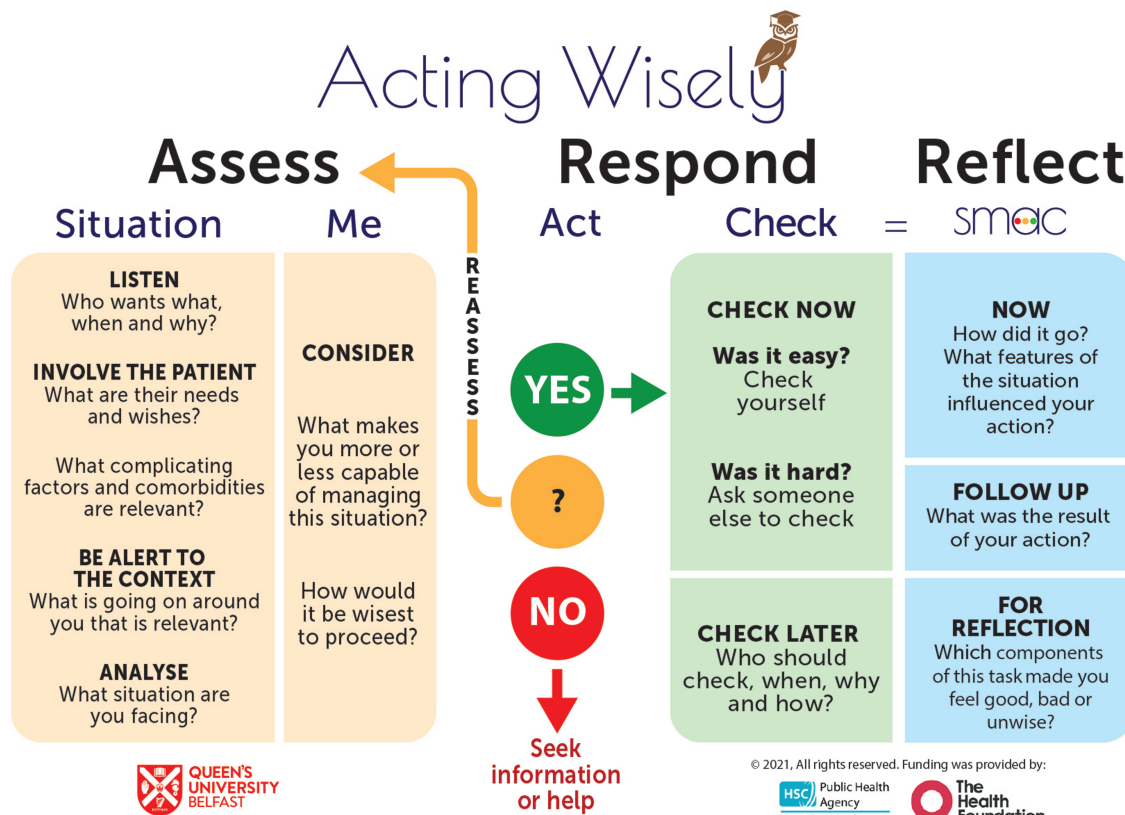 Acting Wisely
Assess
Respond
Reflect
Situation
Me
Act
Check
=
smac
LISTEN
Who wants what,
when and why?
INVOLVE THE PATIENT
What are their needs
and wishes?
What complicating
factors and comorbidities
are relevant?
BE ALERT TO
THE CONTEXT
What is going on around
you that is relevant?
ANALYSE
What situation are
you facing?
CONSIDER
What makes
you more or
less capable
of managing
this situation?
How would
it be wisest
to proceed?
REASSESS
YES
?
NO
Seek
information
or help
CHECK NOW
Was it easy?
Check
yourself
Was it hard?
Ask someone
else to check
CHECK LATER
Who should
check, when, why
and how?
NOW
How did it go?
What features of
the situation
influenced your
action?
FOLLOW UP
What was the result
of your action?
FOR
REFLECTION
Which components
of this task made you
feel good, bad or
unwise?
QUEEN'S
UNIVERSITY
BELFAST
© 2021, All rights reserved. Funding was provided by:
HSC
Public Health
Agency
The
Health
Foundation